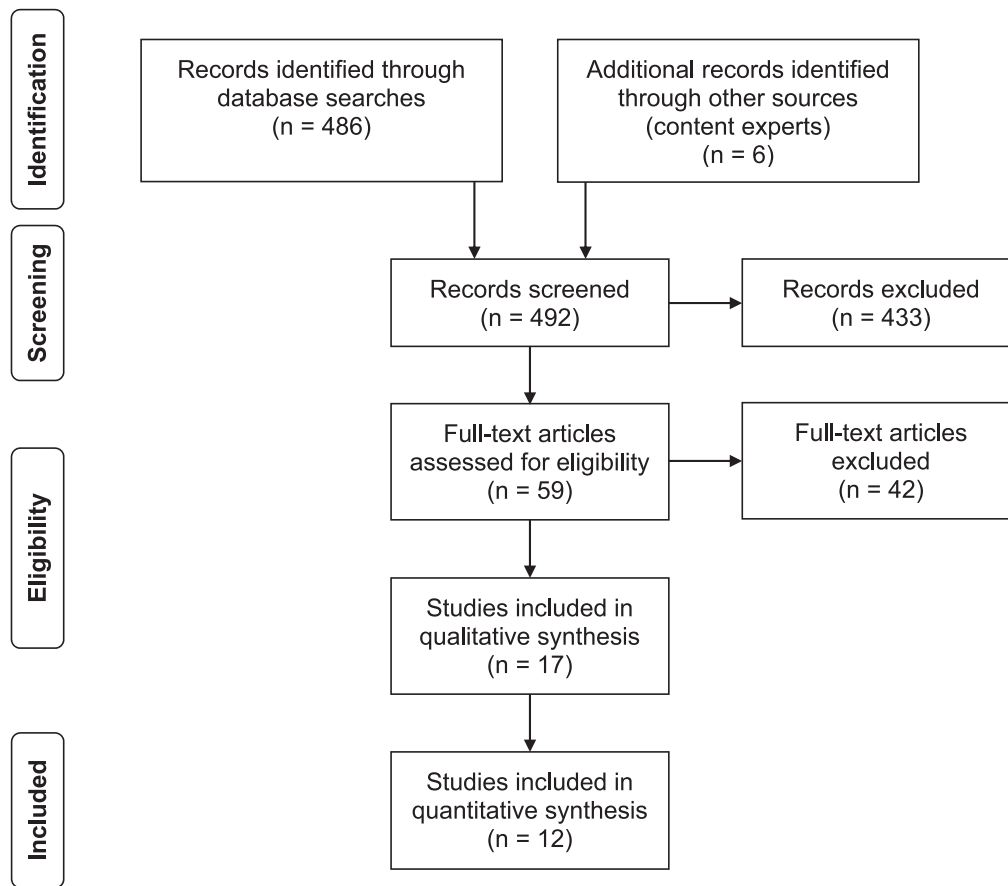 Identification
Records identified through
database searches
(n = 486)
Additional records identified
through other sources
(content experts)
(n = 6)
Screening
Records screened
(n = 492)
Records excluded
(n = 433)
Eligibility
Full-text articles
assessed for eligibility
(n = 59)
Full-text articles
excluded
(n = 42)
Studies included in
qualitative synthesis
(n = 17)
Included
Studies included in
quantitative synthesis
(n = 12)